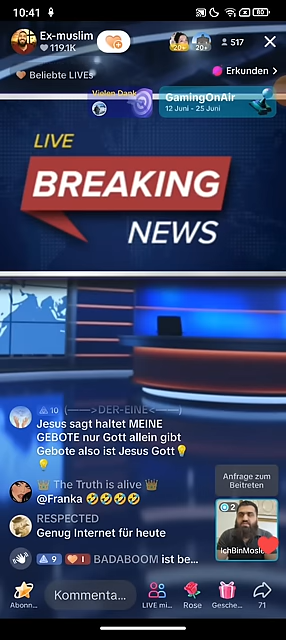 10:41
80
Ex-muslim
119.1K
20+
20+
517
Beliebte LIVEs
Erkunden >
Vielen Dank
GamingOnAir
12 Juni - 25 Juni
LIVE
BREAKING
NEWS
10 (——>DER-EINE<——)
Jesus sagt haltet MEINE
GEBOTE nur Gott allein gibt
Gebote also ist Jesus Gott
The Truth is alive
@Franka
RESPECTED
Genug Internet für heute
9
1
BADABOOM ist be...
Anfrage zum
Beitreten
2
IchBinMosl
Abonn...
Kommenta...
LIVE mi...
Rose
Gesche...
71